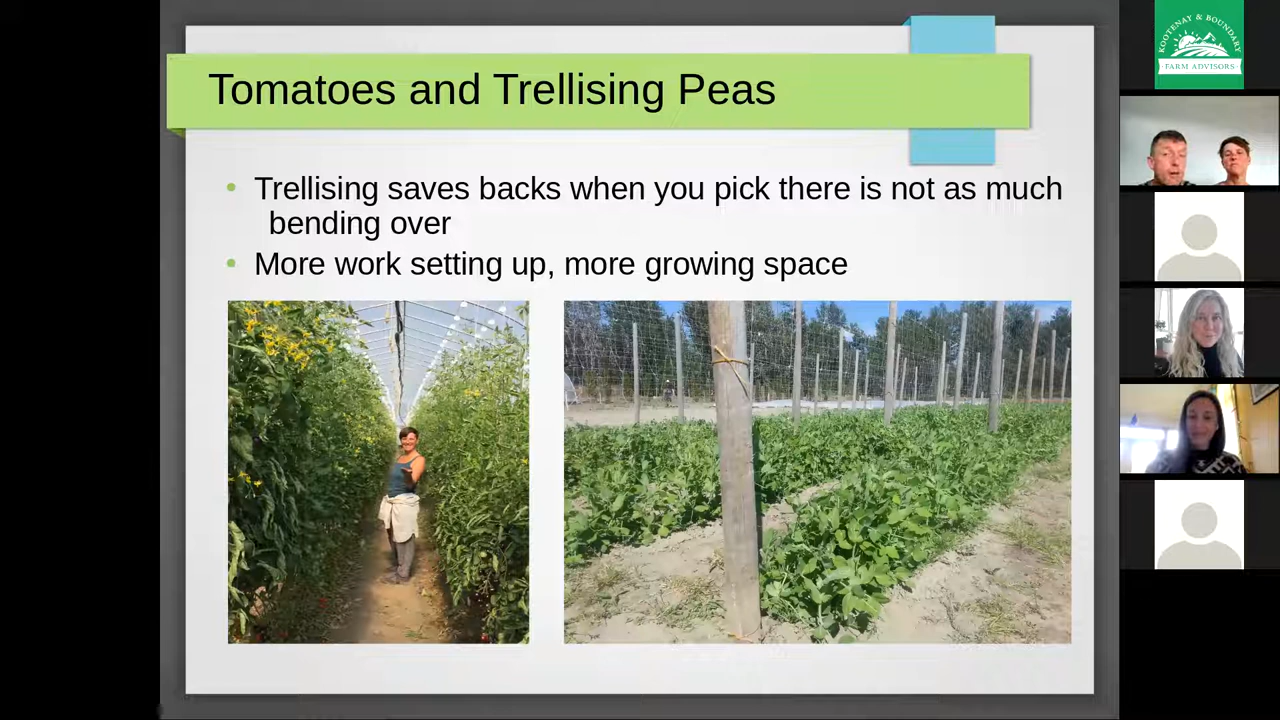 Tomatoes and Trellising Peas
Trellising saves backs when you pick there is not as much
bending over
More work setting up, more growing space
KOOTENAY & BOUNDARY
FARM ADVISORS